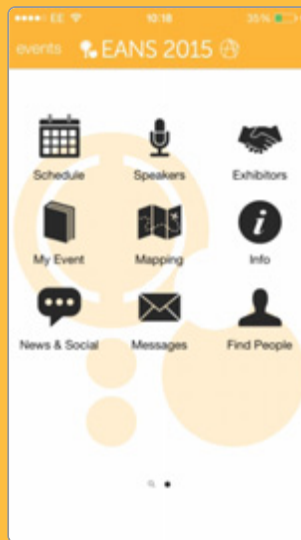 EE 10:18 35%
events EANS 2015
Schedule Speakers Exhibitors
My Event Mapping Info
News & Social Messages Find People